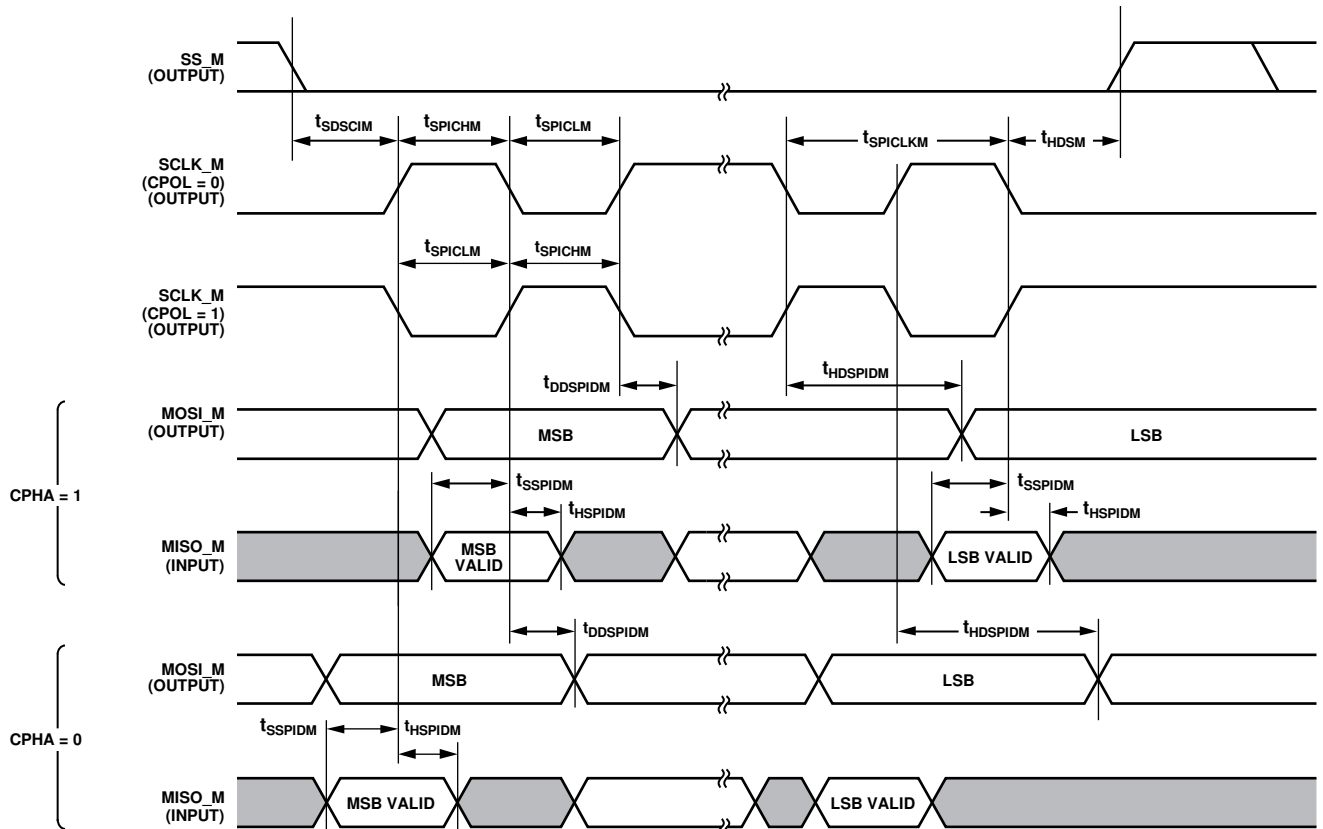 SS_M
(OUTPUT)
tSDSCIM
tSPICHM
tSPICLM
tSPICLKM
tHDSM
SCLK_M
(CPOL = 0)
(OUTPUT)
tSPICLM
tSPICHM
SCLK_M
(CPOL = 1)
(OUTPUT)
tDDSPIDM
tHDSPIDM
MOSI_M
(OUTPUT)
MSB
LSB
CPHA = 1
tSSPIDM
tSSPIDM
tHSPIDM
tHSPIDM
MISO_M
(INPUT)
MSB
VALID
LSB VALID
tDDSPIDM
tHDSPIDM
MOSI_M
(OUTPUT)
MSB
LSB
CPHA = 0
tSSPIDM
tHSPIDM
MISO_M
(INPUT)
MSB VALID
LSB VALID